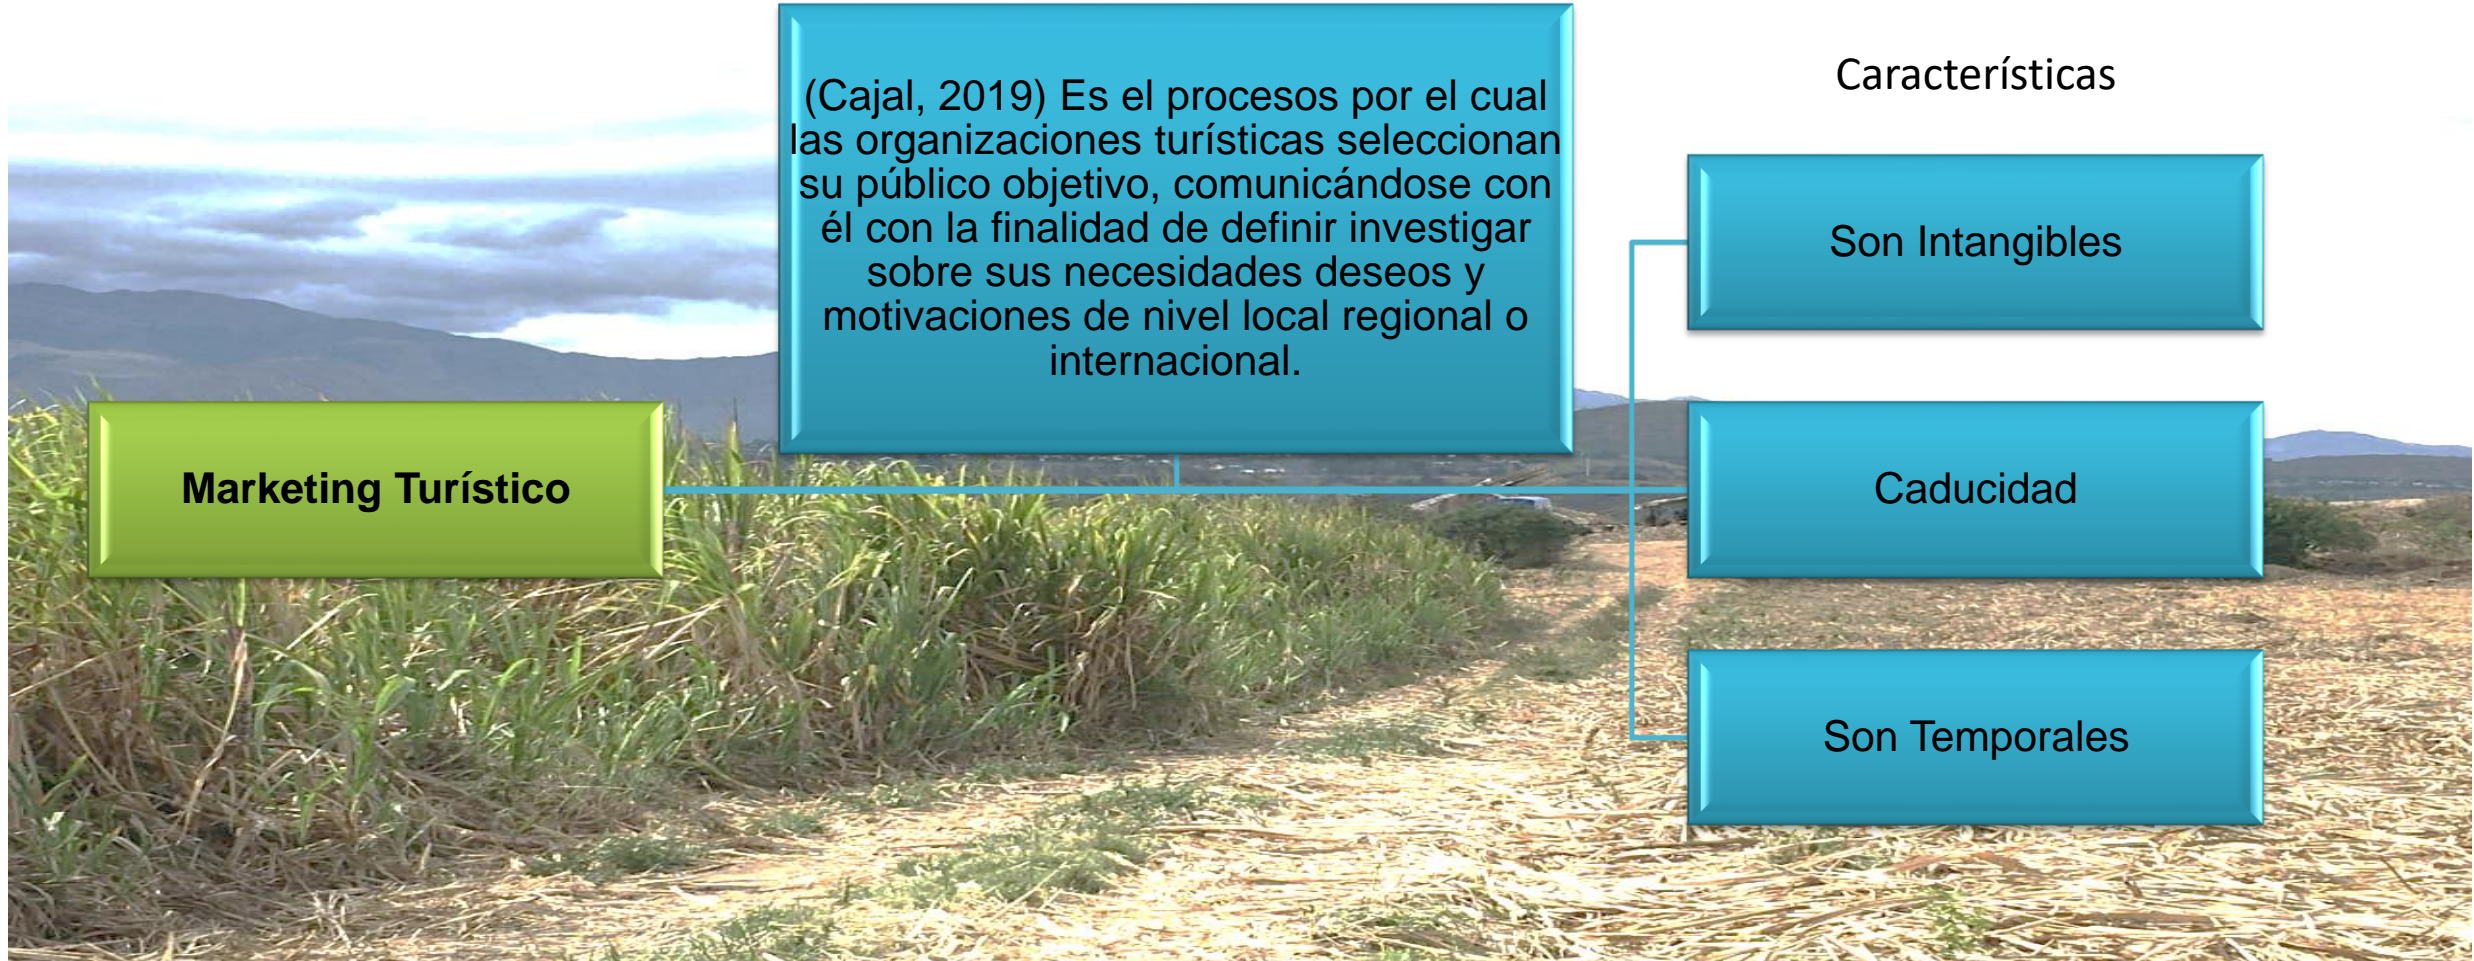 Marketing Turístico
(Cajal, 2019) Es el procesos por el cual
las organizaciones turísticas seleccionan
su público objetivo, comunicándose con
él con la finalidad de definir investigar
sobre sus necesidades deseos y
motivaciones de nivel local regional o
internacional.
Características
Son Intangibles
Caducidad
Son Temporales